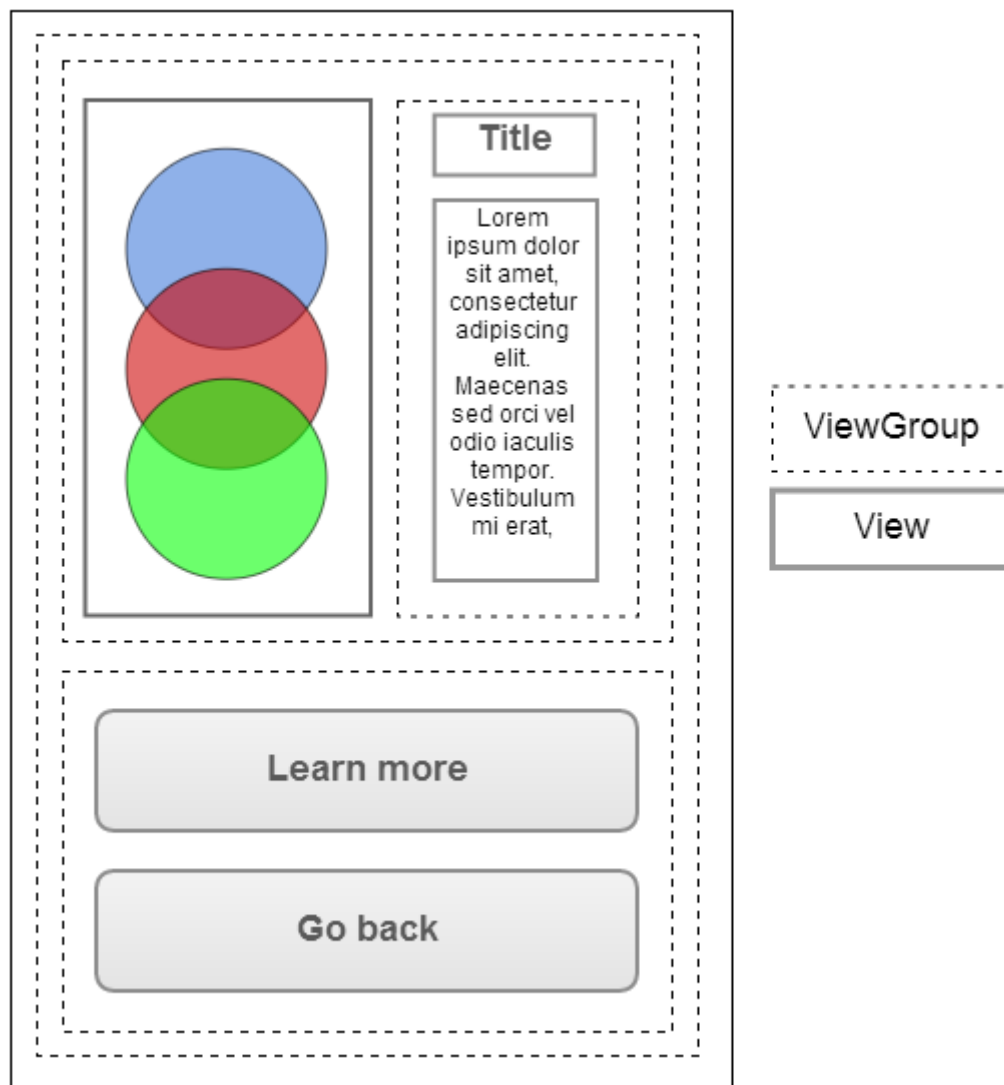 Title
Lorem
ipsum dolor
sit amet,
consectetur
adipiscing
elit.
Maecenas
sed orci vel
odio iaculis
tempor.
Vestibulum
mi erat,
ViewGroup
View
Learn more
Go back